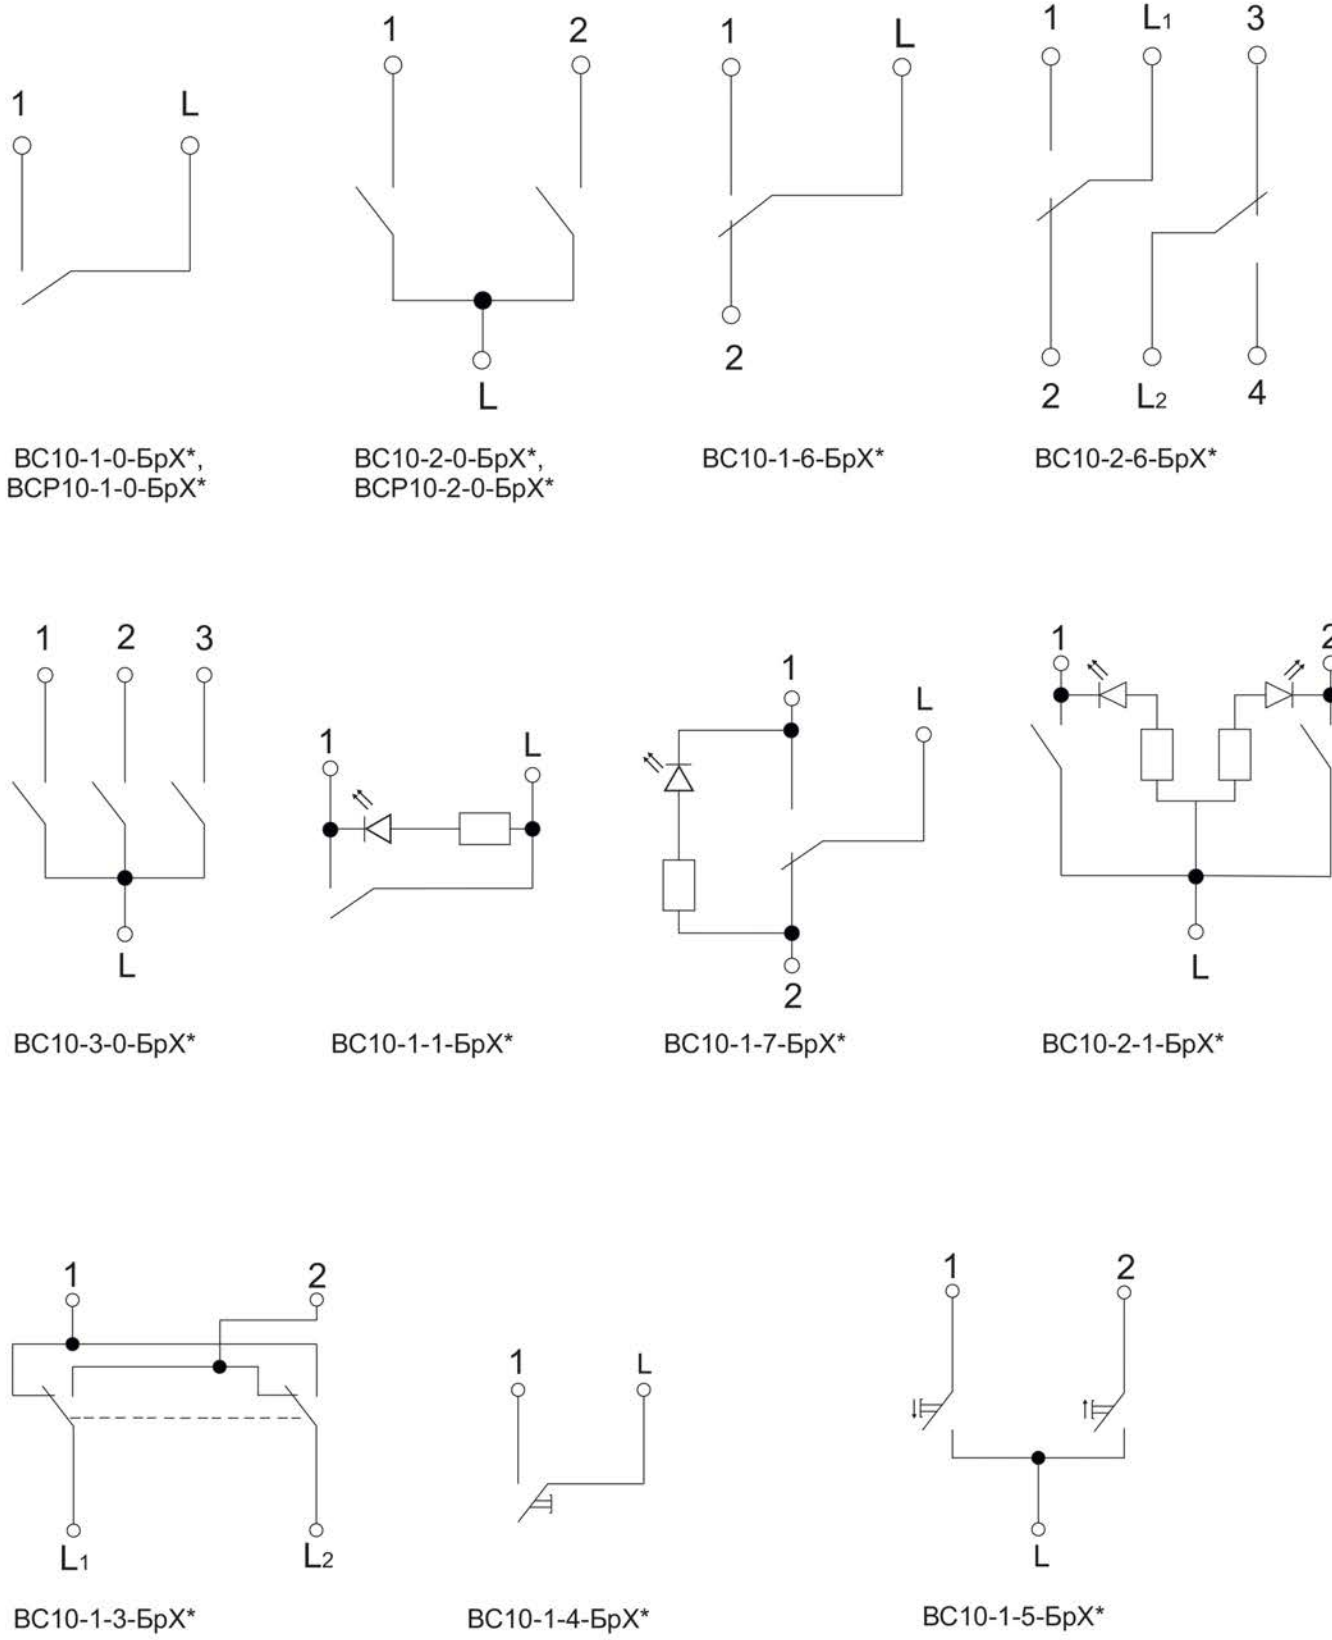 1 L
1 2
L
1 L
2
1 L1 3
2 L2 4
ВС10-1-0-БрХ*,
ВСР10-1-0-БрХ*
ВС10-2-0-БрХ*,
ВСР10-2-0-БрХ*
ВС10-1-6-БрХ*
ВС10-2-6-БрХ*
1 2 3
L
1 L
1 L
2
1 2
L
ВС10-3-0-БрХ*
ВС10-1-1-БрХ*
ВС10-1-7-БрХ*
ВС10-2-1-БрХ*
1 2
L1 L2
1 L
1 2
L
ВС10-1-3-БрХ*
ВС10-1-4-БрХ*
ВС10-1-5-БрХ*